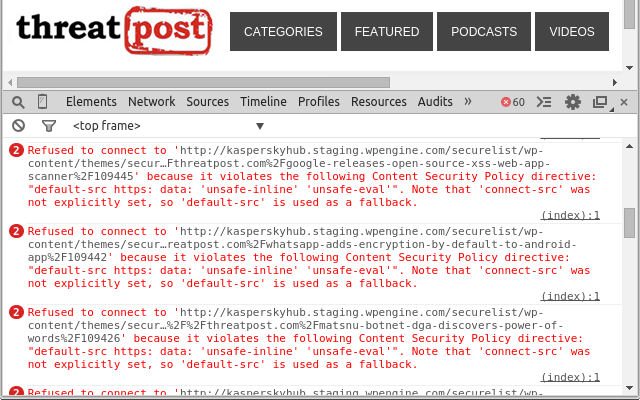 threatpost
CATEGORIES FEATURED PODCASTS VIDEOS
Elements Network Sources Timeline Profiles Resources Audits » 60
<top frame>
2 Refused to connect to 'http://kasperskyhub.staging.wpengine.com/securelist/wp-
content/themes/secur…Fthreatpost.com%2Fgoogle-releases-open-source-xss-web-app-
scanner%2F109445' because it violates the following Content Security Policy directive:
"default-src https: data: 'unsafe-inline' 'unsafe-eval'". Note that 'connect-src' was
not explicitly set, so 'default-src' is used as a fallback.
(index):1
2 Refused to connect to 'http://kasperskyhub.staging.wpengine.com/securelist/wp-
content/themes/secur…reatpost.com%2Fwhatsapp-adds-encryption-by-default-to-android-
app%2F109442' because it violates the following Content Security Policy directive:
"default-src https: data: 'unsafe-inline' 'unsafe-eval'". Note that 'connect-src' was
not explicitly set, so 'default-src' is used as a fallback.
(index):1
2 Refused to connect to 'http://kasperskyhub.staging.wpengine.com/securelist/wp-
content/themes/secur…%2F%2Fthreatpost.com%2Fmatsnu-botnet-dga-discovers-power-of-
words%2F109426' because it violates the following Content Security Policy directive:
"default-src https: data: 'unsafe-inline' 'unsafe-eval'". Note that 'connect-src' was
not explicitly set, so 'default-src' is used as a fallback.
(index):1
2 Refused to connect to 'http://kasperskyhub.staging.wpengine.com/securelist/wp-